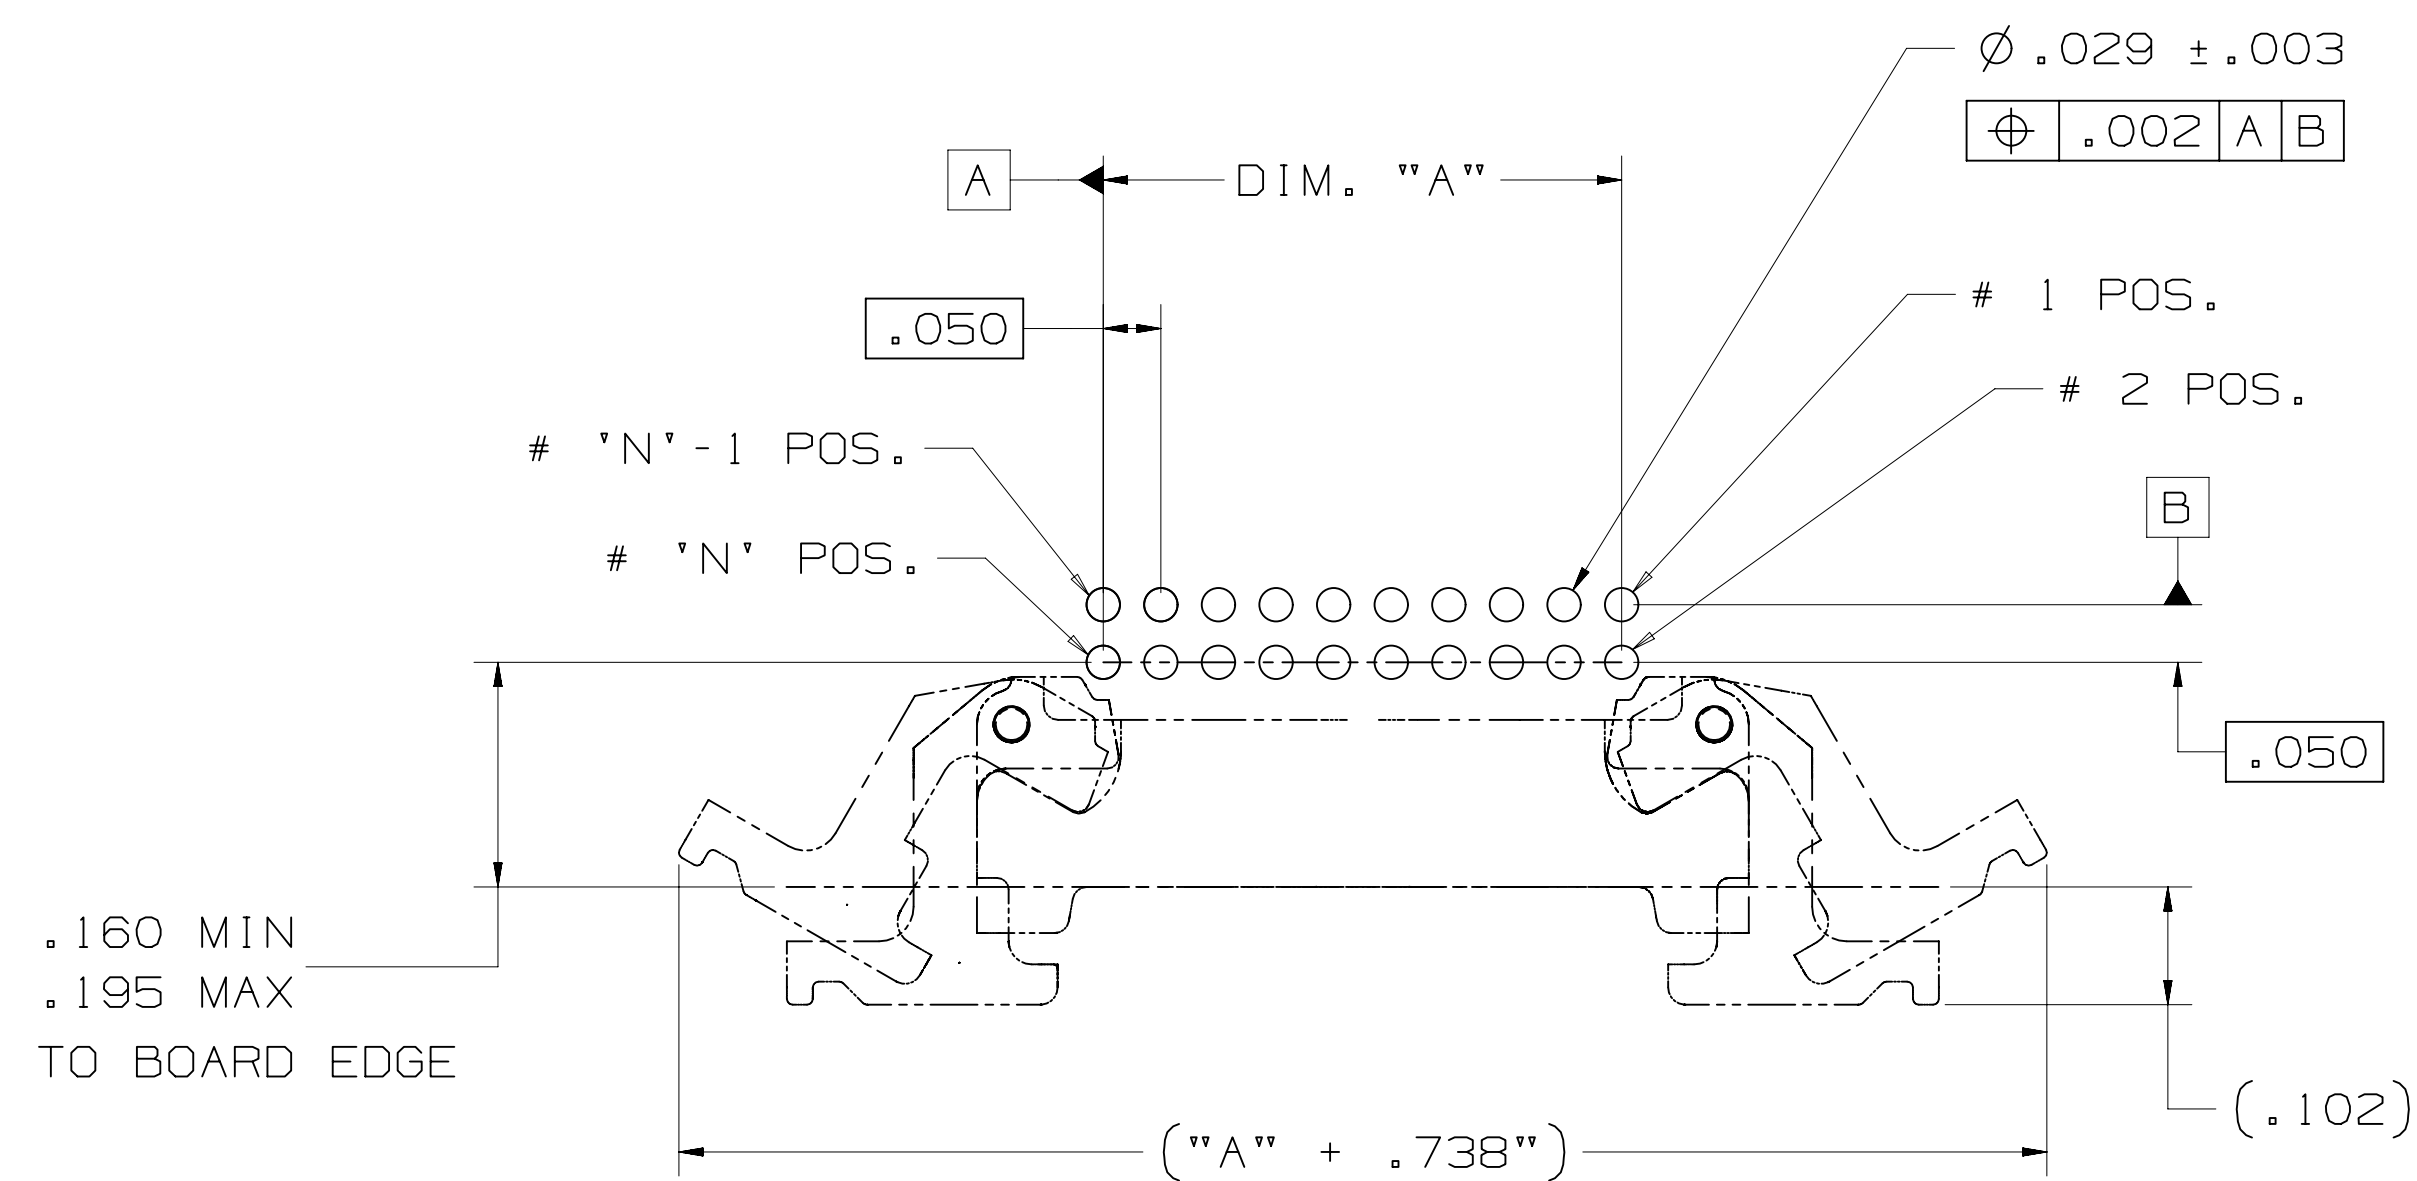 Ø.029 ±.003
⌖ .002 A B
A
DIM. "A"
.050
# 1 POS.
# 2 POS.
# 'N'-1 POS.
# 'N' POS.
B
.050
.160 MIN
.195 MAX
TO BOARD EDGE
(.102)
("A" + .738")